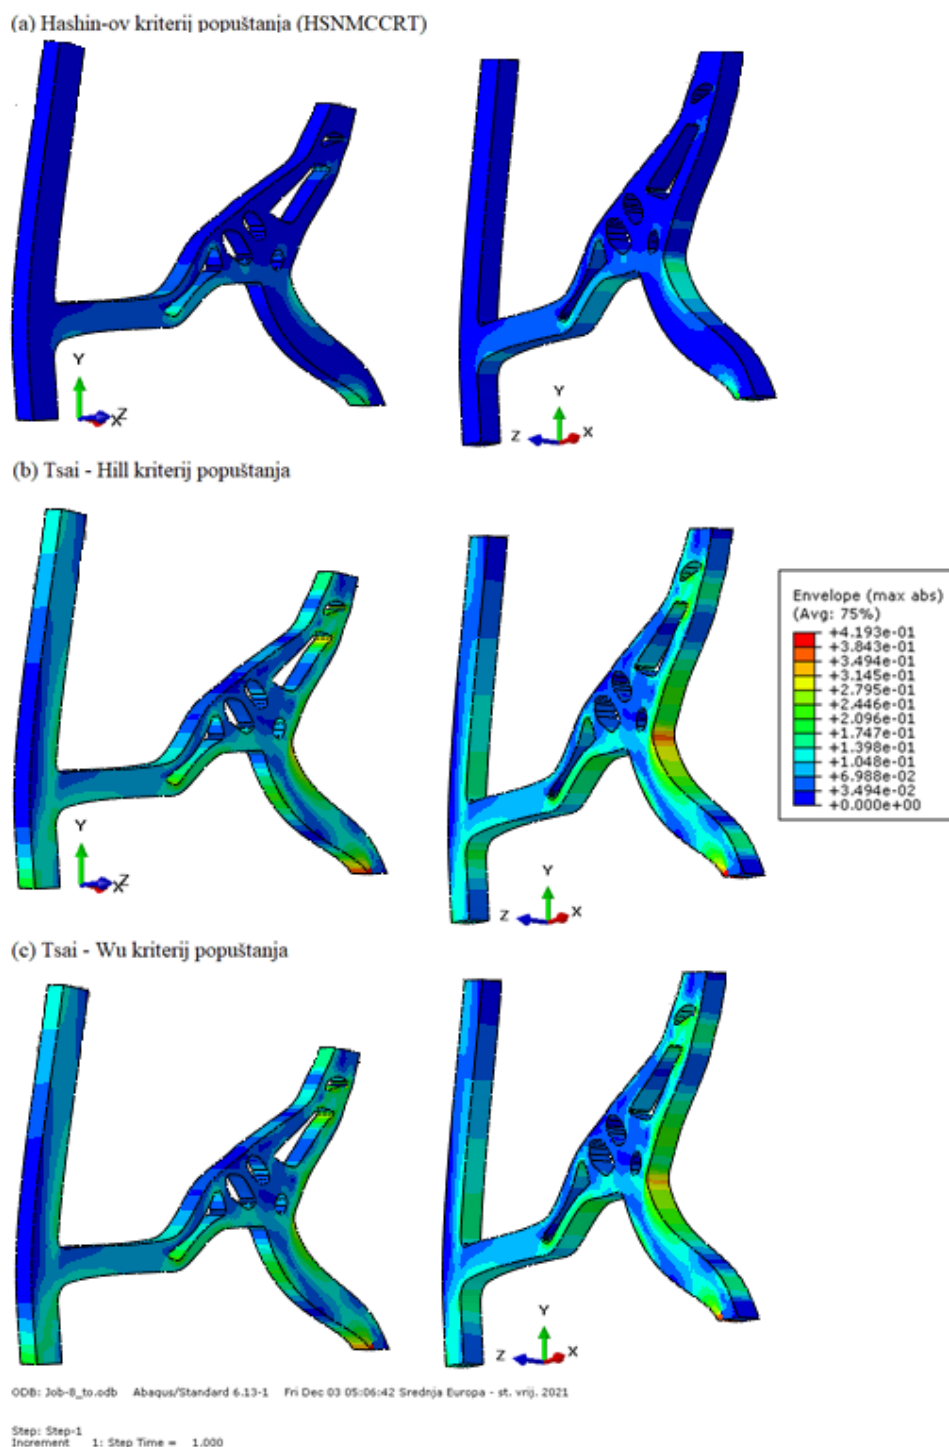 (a) Hashin-ov kriterij popuštanja (HSNMCCRT)
Y
Z
X
Y
Z
X
(b) Tsai - Hill kriterij popuštanja
Envelope (max abs)
(Avg: 75%)
+4.193e-01
+3.843e-01
+3.494e-01
+3.145e-01
+2.795e-01
+2.446e-01
+2.096e-01
+1.747e-01
+1.398e-01
+1.048e-01
+6.988e-02
+3.494e-02
+0.000e+00
Y
Z
X
Y
Z
X
(c) Tsai - Wu kriterij popuštanja
Y
Z
X
ODB: Job-8_to.odb Abaqus/Standard 6.13-1 Fri Dec 03 05:06:42 Srednja Europa - st. vrij. 2021
Step: Step-1
Increment 1: Step Time = 1.000